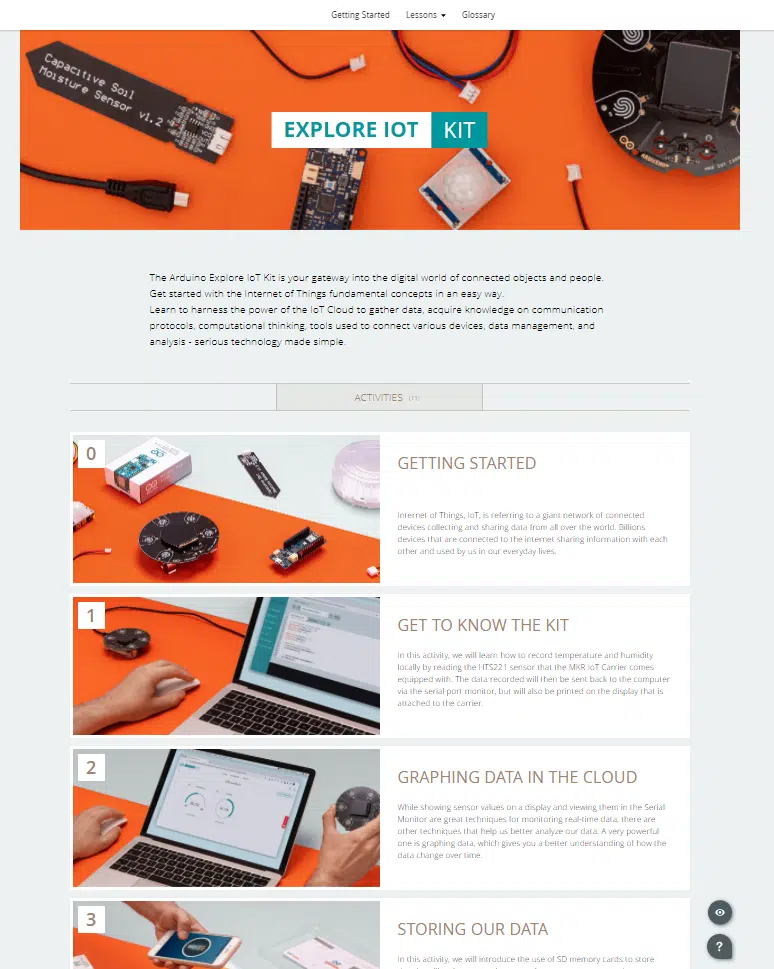 Getting Started Lessons Glossary
Capacitive Soil
Moisture Sensor v1.2
EXPLORE IOT KIT
The Arduino Explore IoT Kit is your gateway into the digital world of connected objects and people.
Get started with the Internet of Things fundamental concepts in an easy way.
Learn to harness the power of the IoT Cloud to gather data, acquire knowledge on communication
protocols, computational thinking, tools used to connect various devices, data management, and
analysis - serious technology made simple.
ACTIVITIES (11)
0
GETTING STARTED
Internet of Things, IoT, is referring to a giant network of connected
devices collecting and sharing data from all over the world. Billions
devices that are connected to the internet sharing information with each
other and used by us in our everyday lives.
1
GET TO KNOW THE KIT
In this activity, we will learn how to record temperature and humidity
locally by reading the HTS221 sensor that the MKR IoT Carrier comes
equipped with. The data recorded will then be sent back to the computer
via the serial port monitor, but will also be printed on the display that is
attached to the carrier.
2
GRAPHING DATA IN THE CLOUD
While showing sensor values on a display and viewing them in the Serial
Monitor are great techniques for monitoring real-time data, there are
other techniques that help us better analyze our data. A very powerful
one is graphing data, which gives you a better understanding of how the
data change over time.
3
STORING OUR DATA
In this activity, we will introduce the use of SD memory cards to store
?